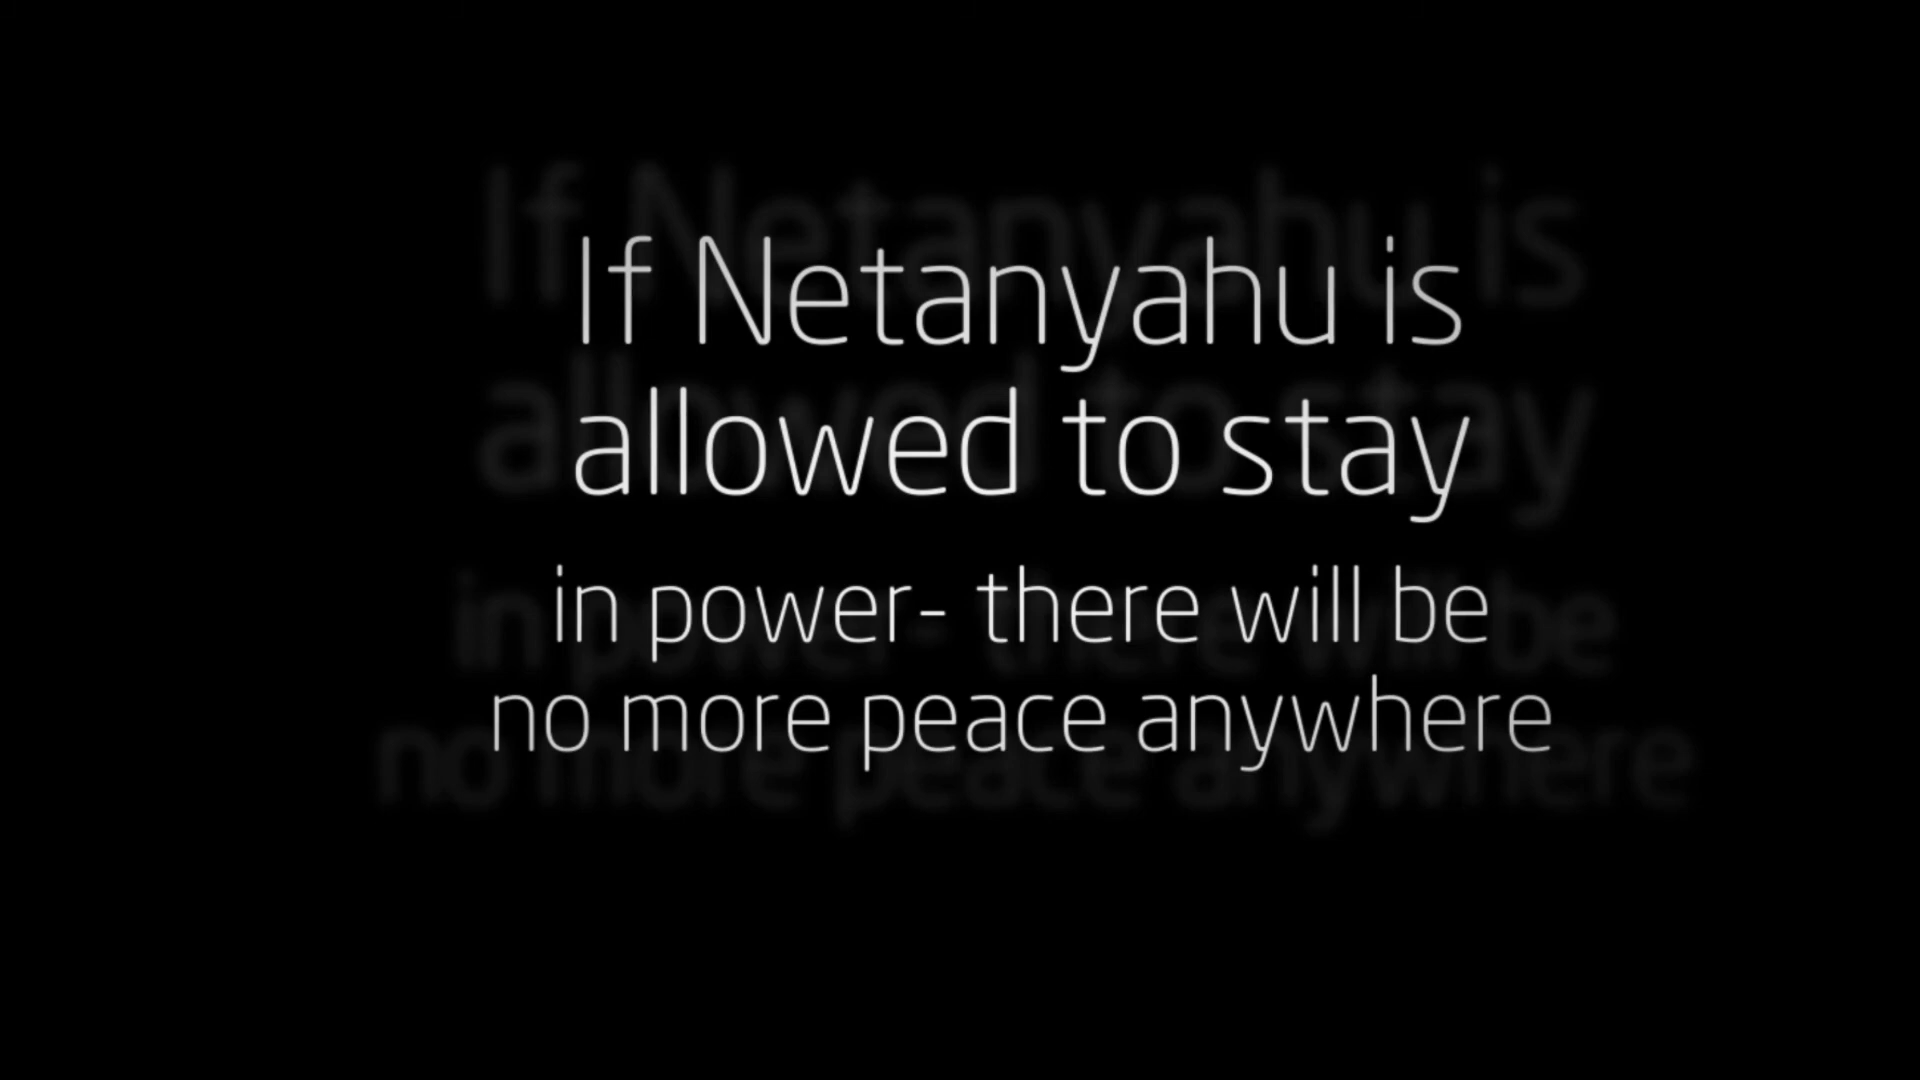 If Netanyahu is
allowed to stay
in power- there will be
no more peace anywhere